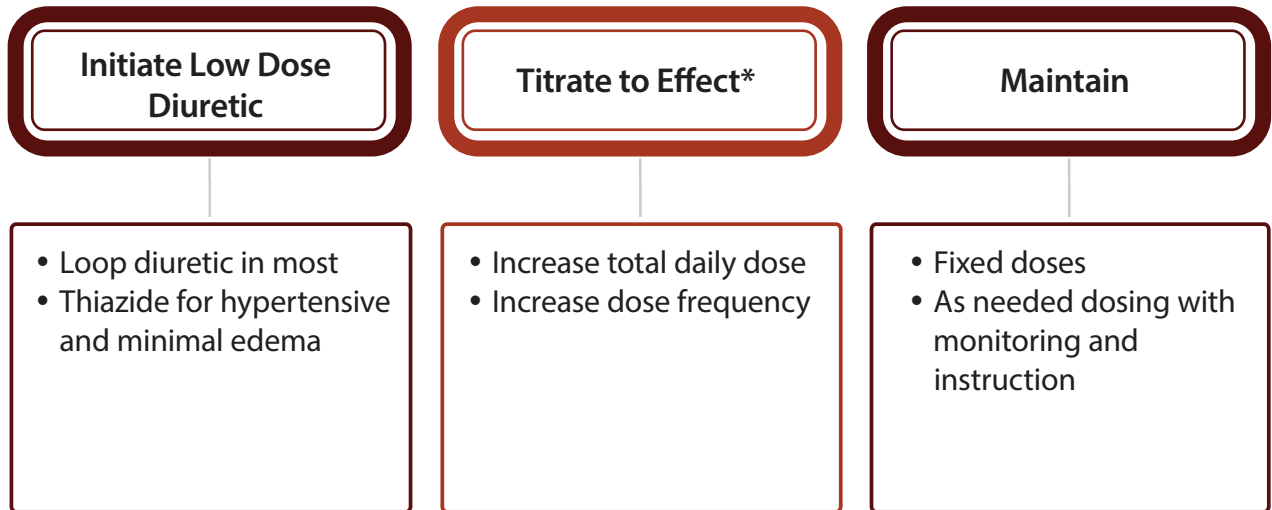 Initiate Low Dose
Diuretic
Titrate to Effect*
Maintain
• Loop diuretic in most
• Thiazide for hypertensive
and minimal edema
• Increase total daily dose
• Increase dose frequency
• Fixed doses
• As needed dosing with
monitoring and
instruction